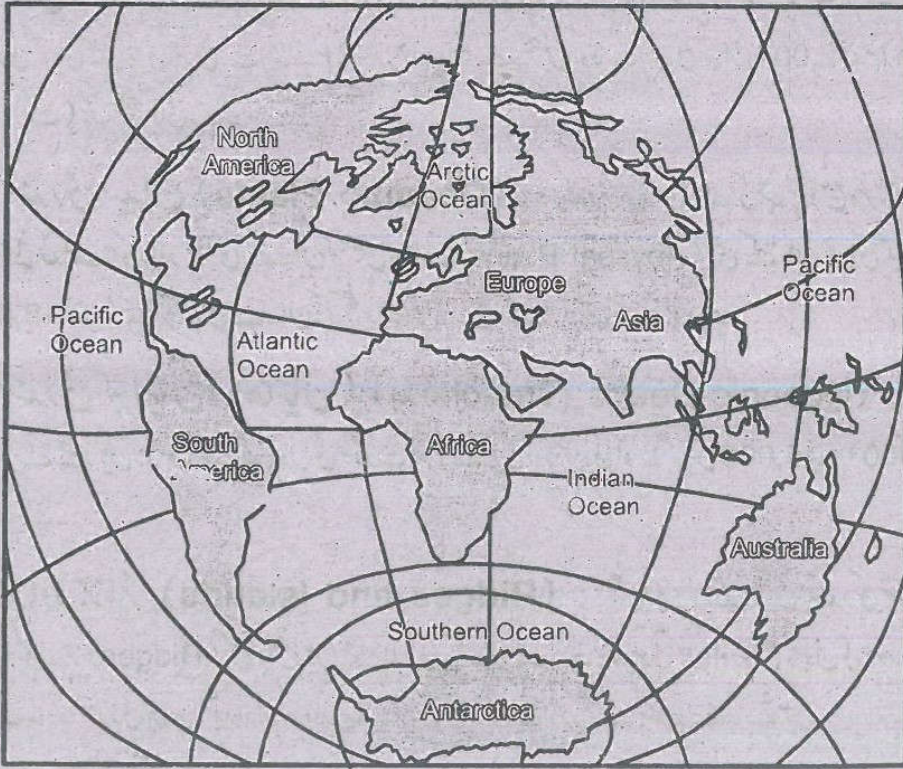 North
America
Arctic
Ocean
Europe
Asia
Pacific
Ocean
Pacific
Ocean
Atlantic
Ocean
South
America
Africa
Indian
Ocean
Australia
Southern Ocean
Antarctica